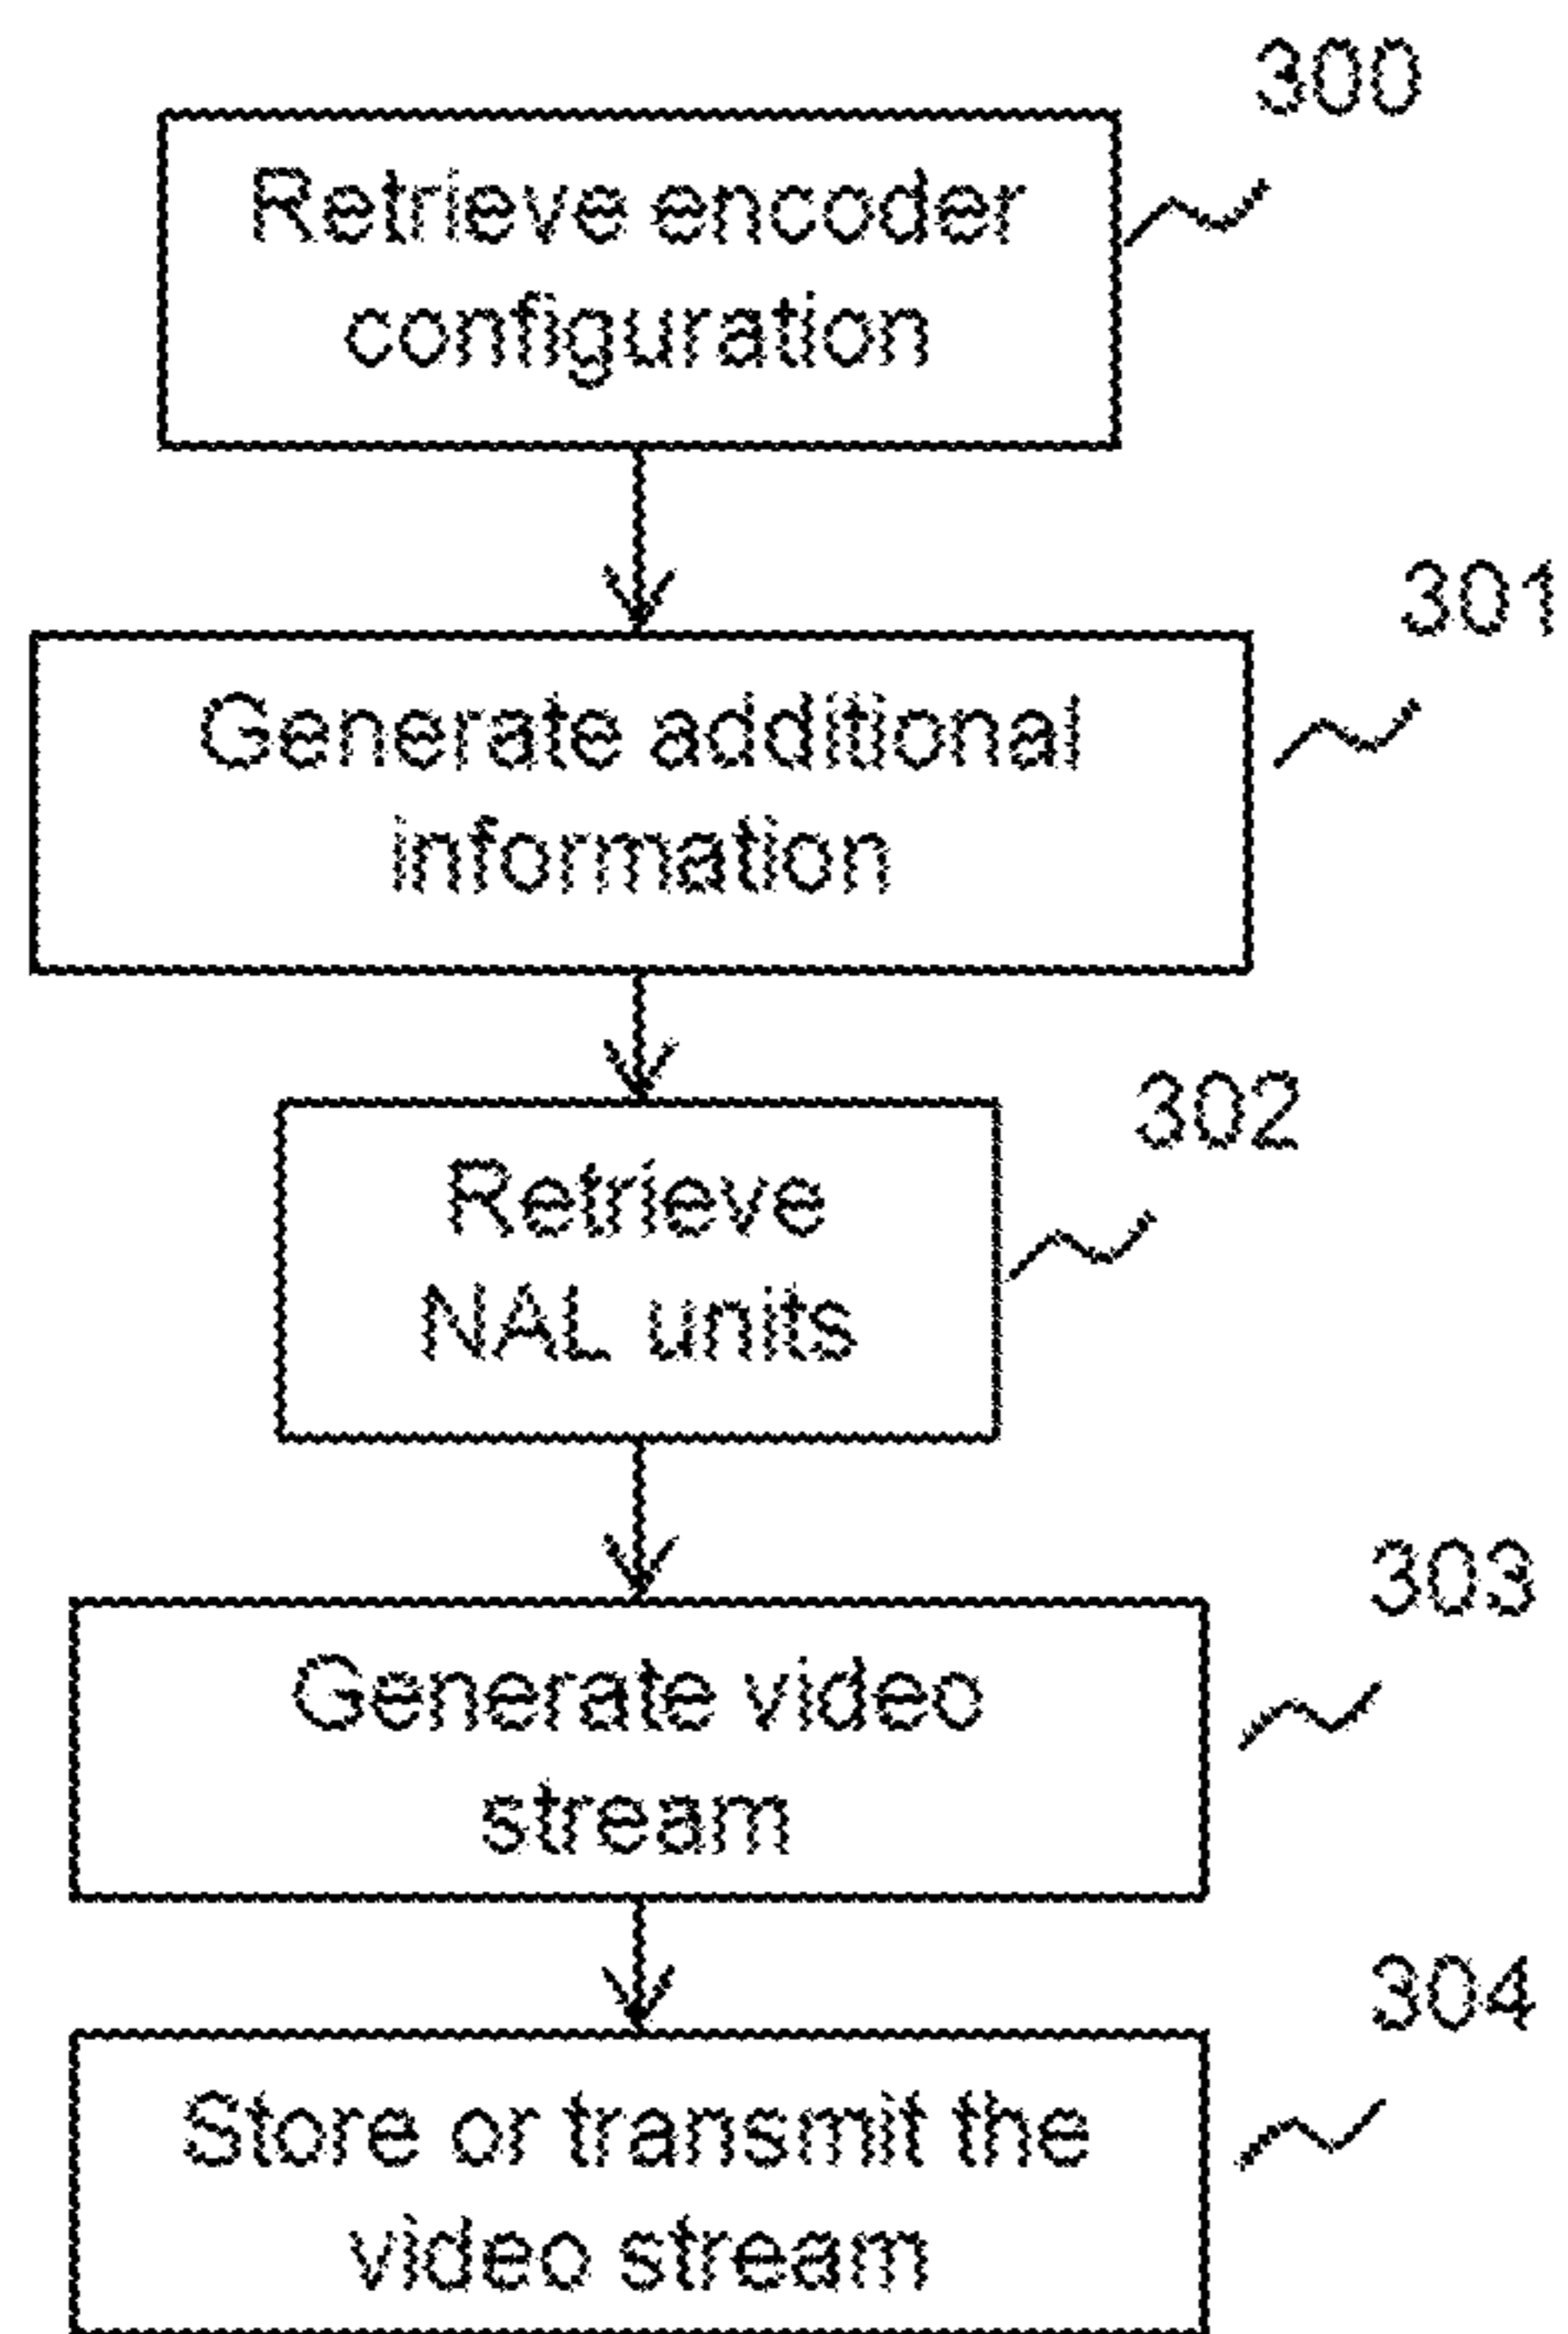 300
Retrieve encoder
configuration
301
Generate additional
information
302
Retrieve
NAL units
303
Generate video
stream
304
Store or transmit the
video stream